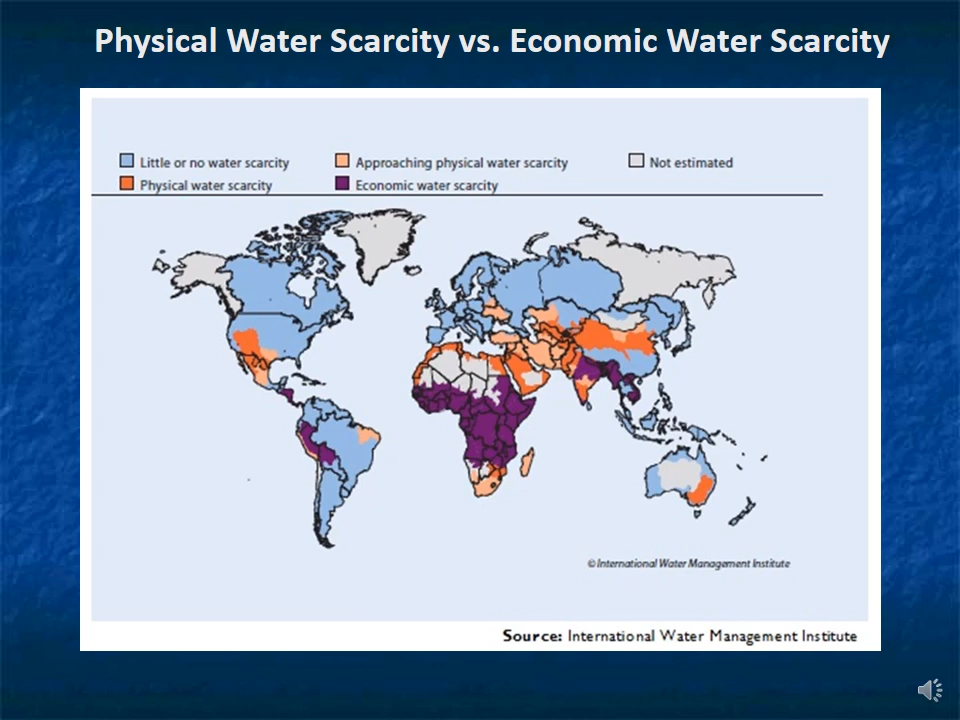 Physical Water Scarcity vs. Economic Water Scarcity
Little or no water scarcity
Approaching physical water scarcity
Not estimated
Physical water scarcity
Economic water scarcity
©International Water Management Institute
Source: International Water Management Institute